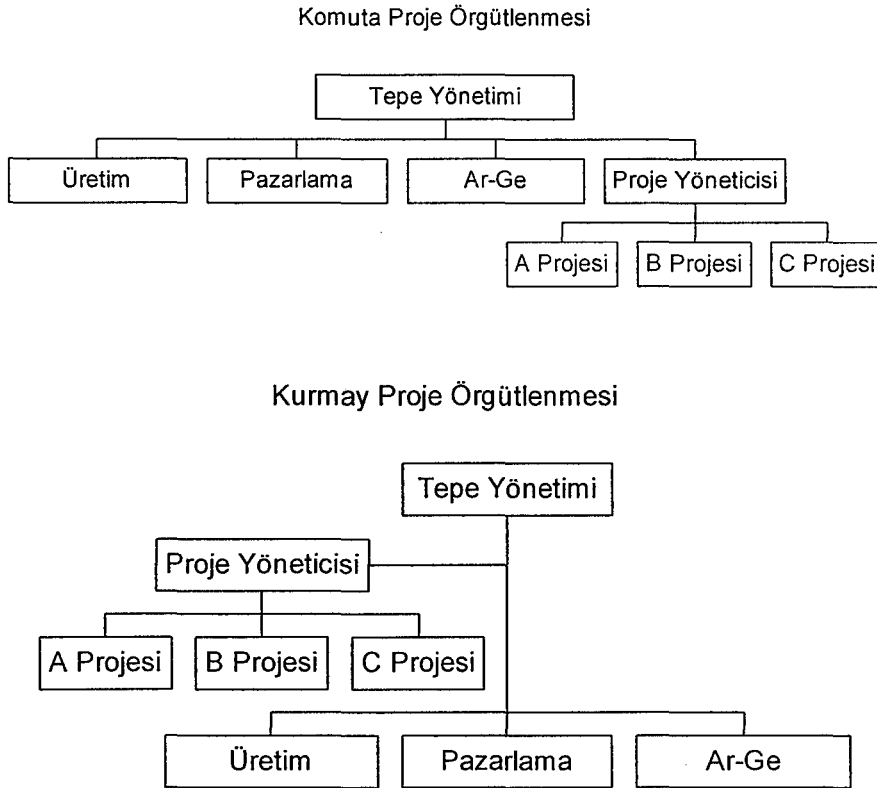 Komuta Proje Örgütlenmesi
Tepe Yönetimi
Üretim
Pazarlama
Ar-Ge
Proje Yöneticisi
A Projesi
B Projesi
C Projesi
Kurmay Proje Örgütlenmesi
Tepe Yönetimi
Proje Yöneticisi
A Projesi
B Projesi
C Projesi
Üretim
Pazarlama
Ar-Ge